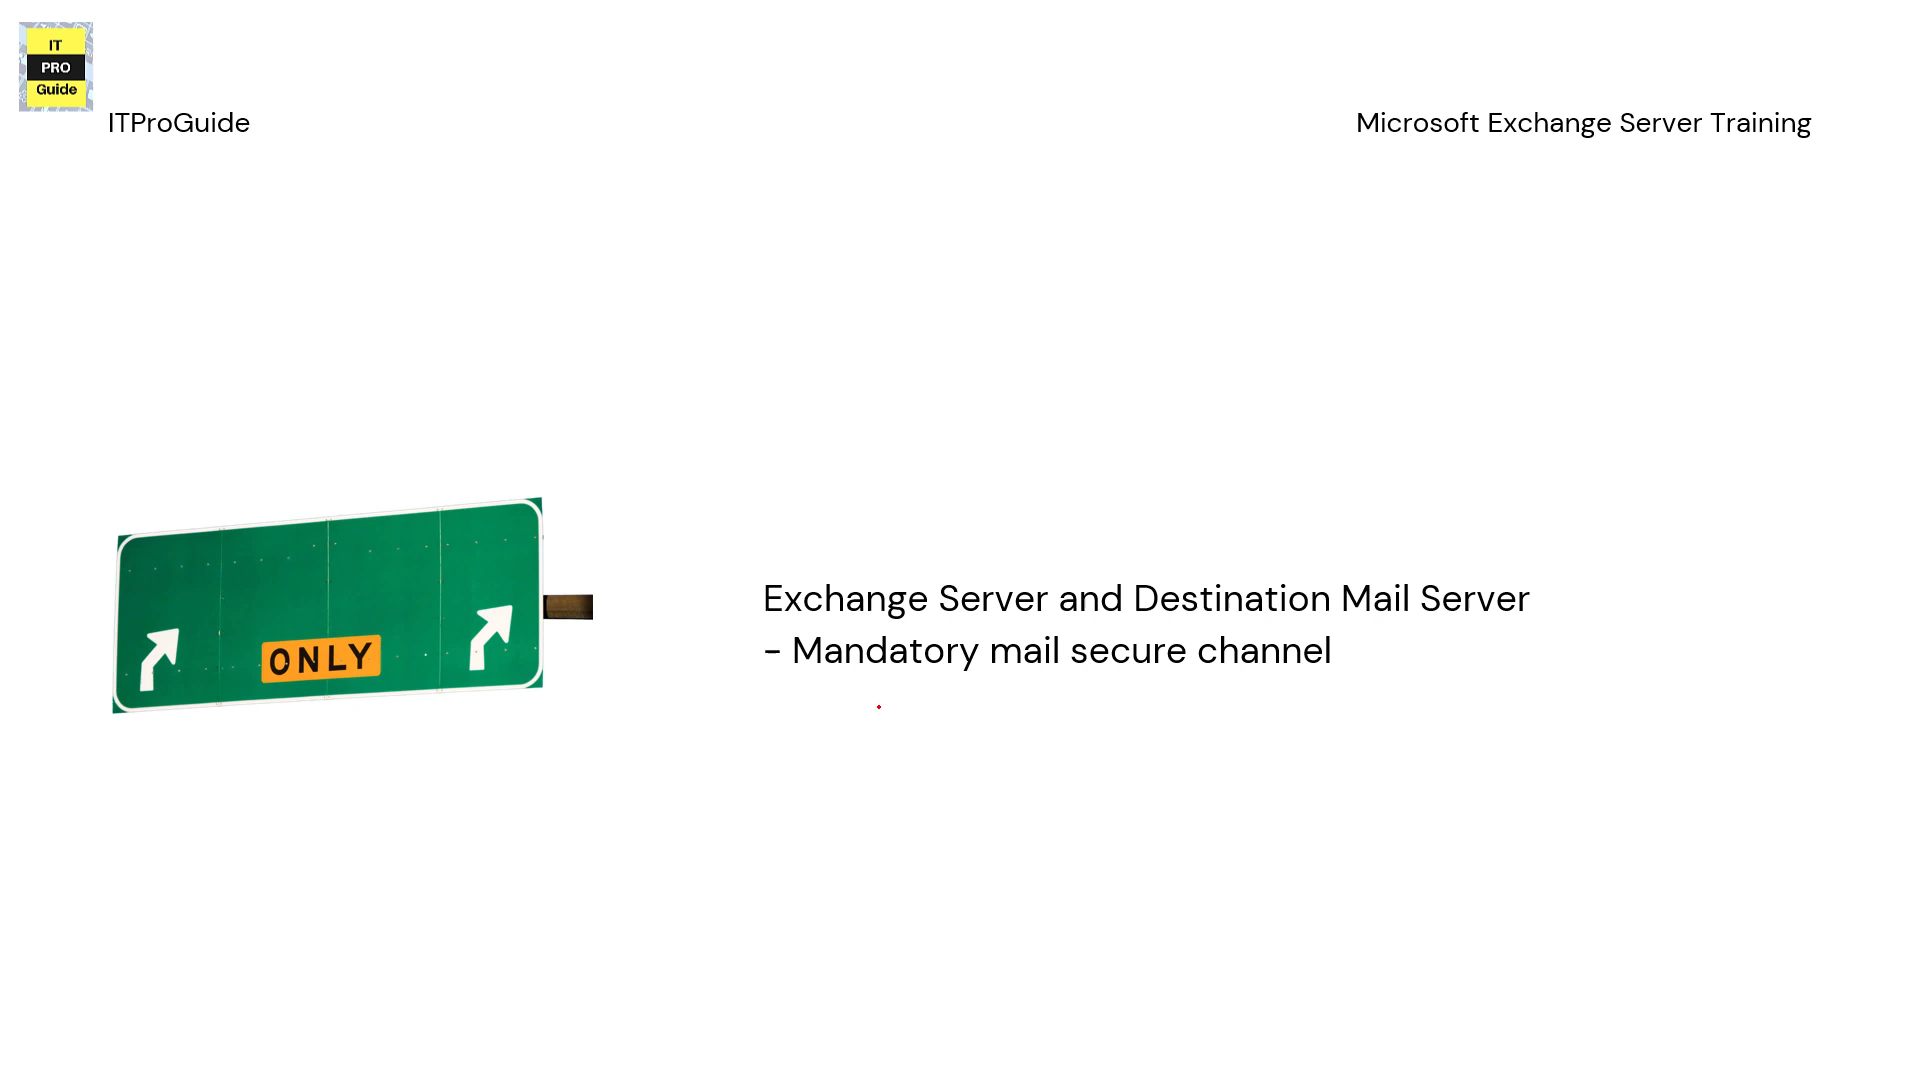 IT
PRO
Guide
ITProGuide
Microsoft Exchange Server Training
ONLY
Exchange Server and Destination Mail Server
- Mandatory mail secure channel